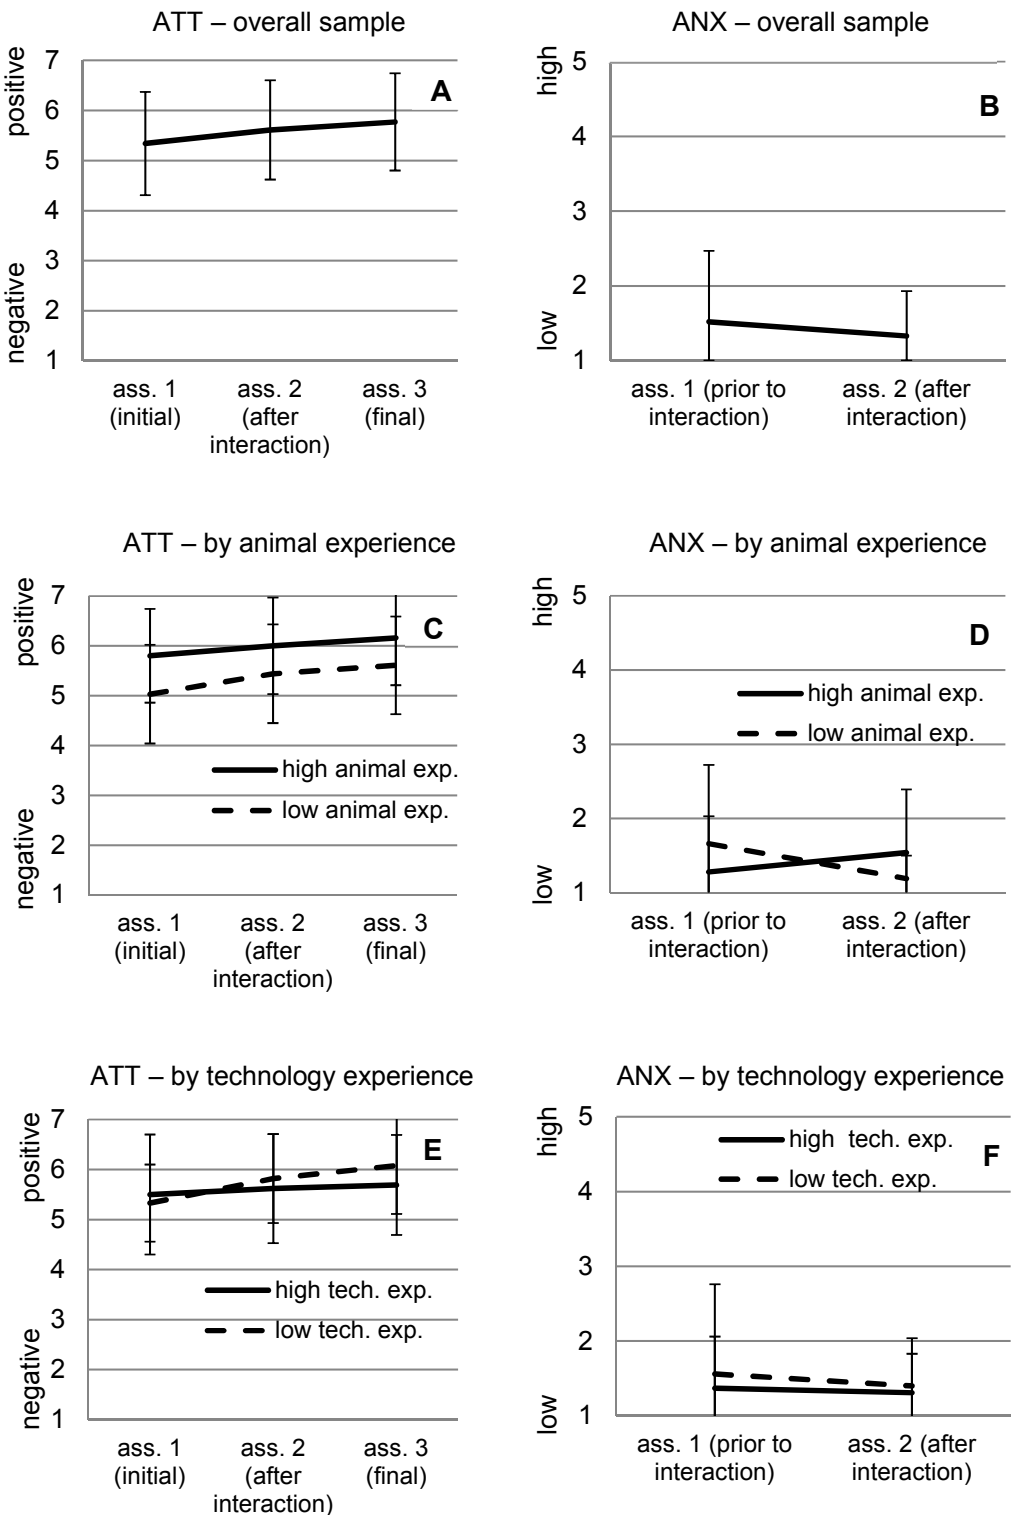 ATT – overall sample
positive
negative
7
6
5
4
3
2
1
A
ass. 1
(initial)
ass. 2
(after
interaction)
ass. 3
(final)
ANX – overall sample
high
low
5
4
3
2
1
B
ass. 1 (prior to
interaction)
ass. 2 (after
interaction)
ATT – by animal experience
positive
negative
7
6
5
4
3
2
1
C
high animal exp.
low animal exp.
ass. 1
(initial)
ass. 2
(after
interaction)
ass. 3
(final)
ANX – by animal experience
high
low
5
4
3
2
1
D
high animal exp.
low animal exp.
ass. 1 (prior to
interaction)
ass. 2 (after
interaction)
ATT – by technology experience
positive
negative
7
6
5
4
3
2
1
E
high tech. exp.
low tech. exp.
ass. 1
(initial)
ass. 2
(after
interaction)
ass. 3
(final)
ANX – by technology experience
high
low
5
4
3
2
1
F
high tech. exp.
low tech. exp.
ass. 1 (prior to
interaction)
ass. 2 (after
interaction)